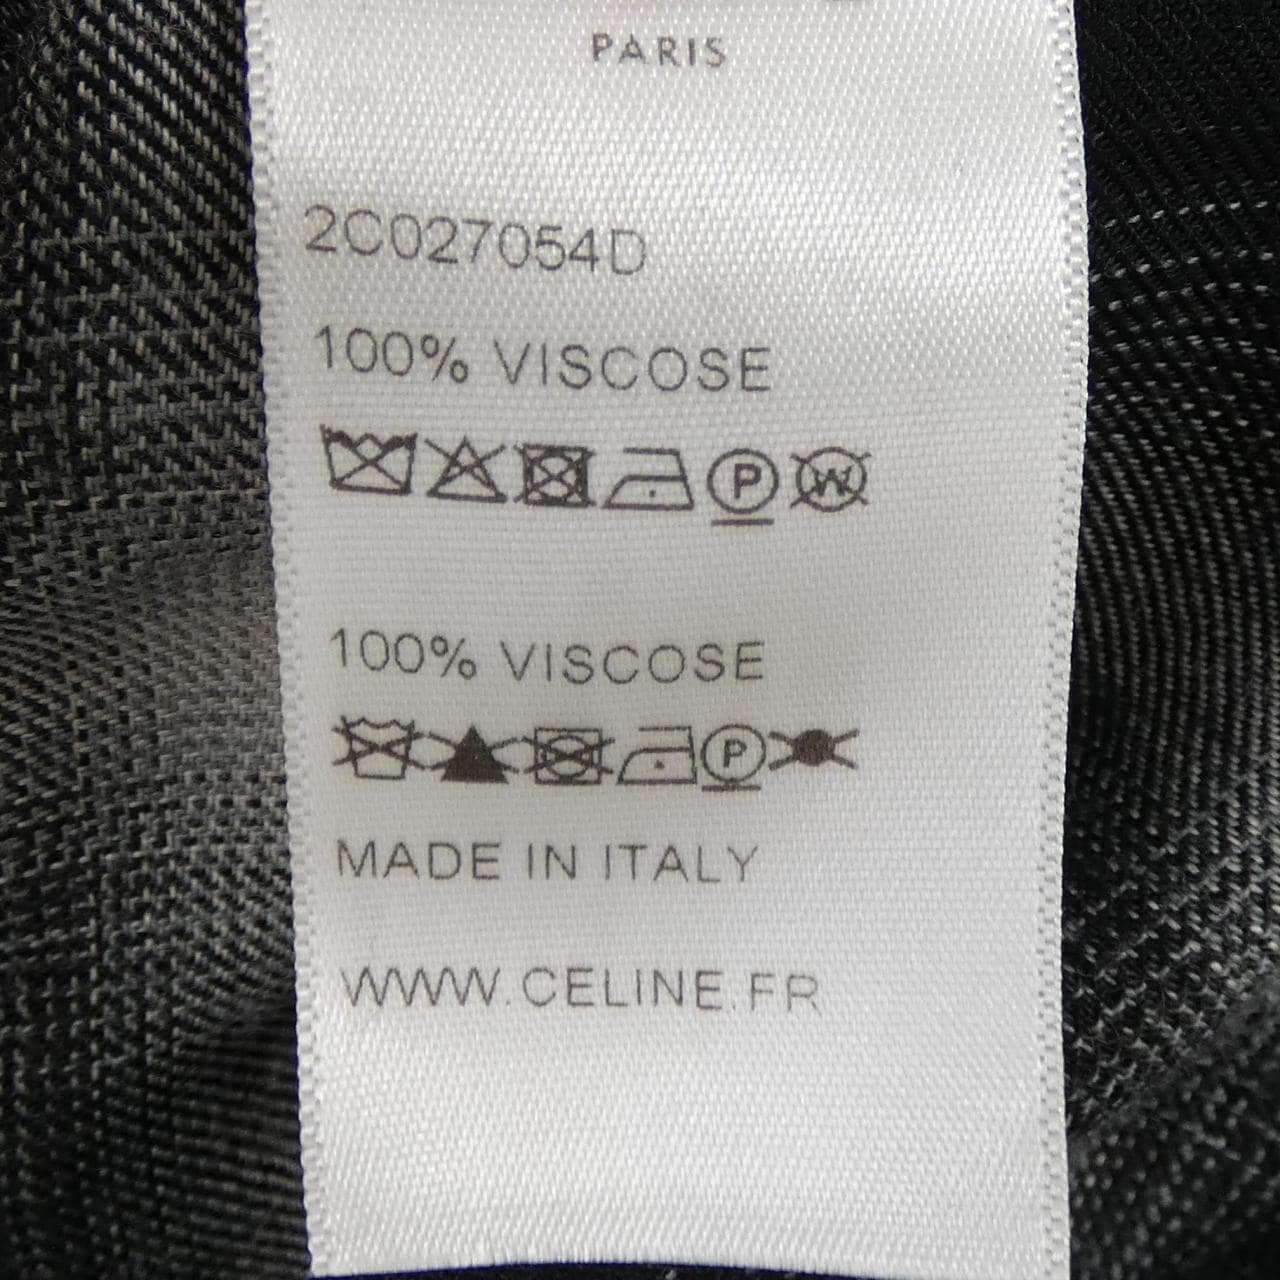 PARIS
2C027054D
100% VISCOSE
P W
100% VISCOSE
P
MADE IN ITALY
WWW.CELINE.FR